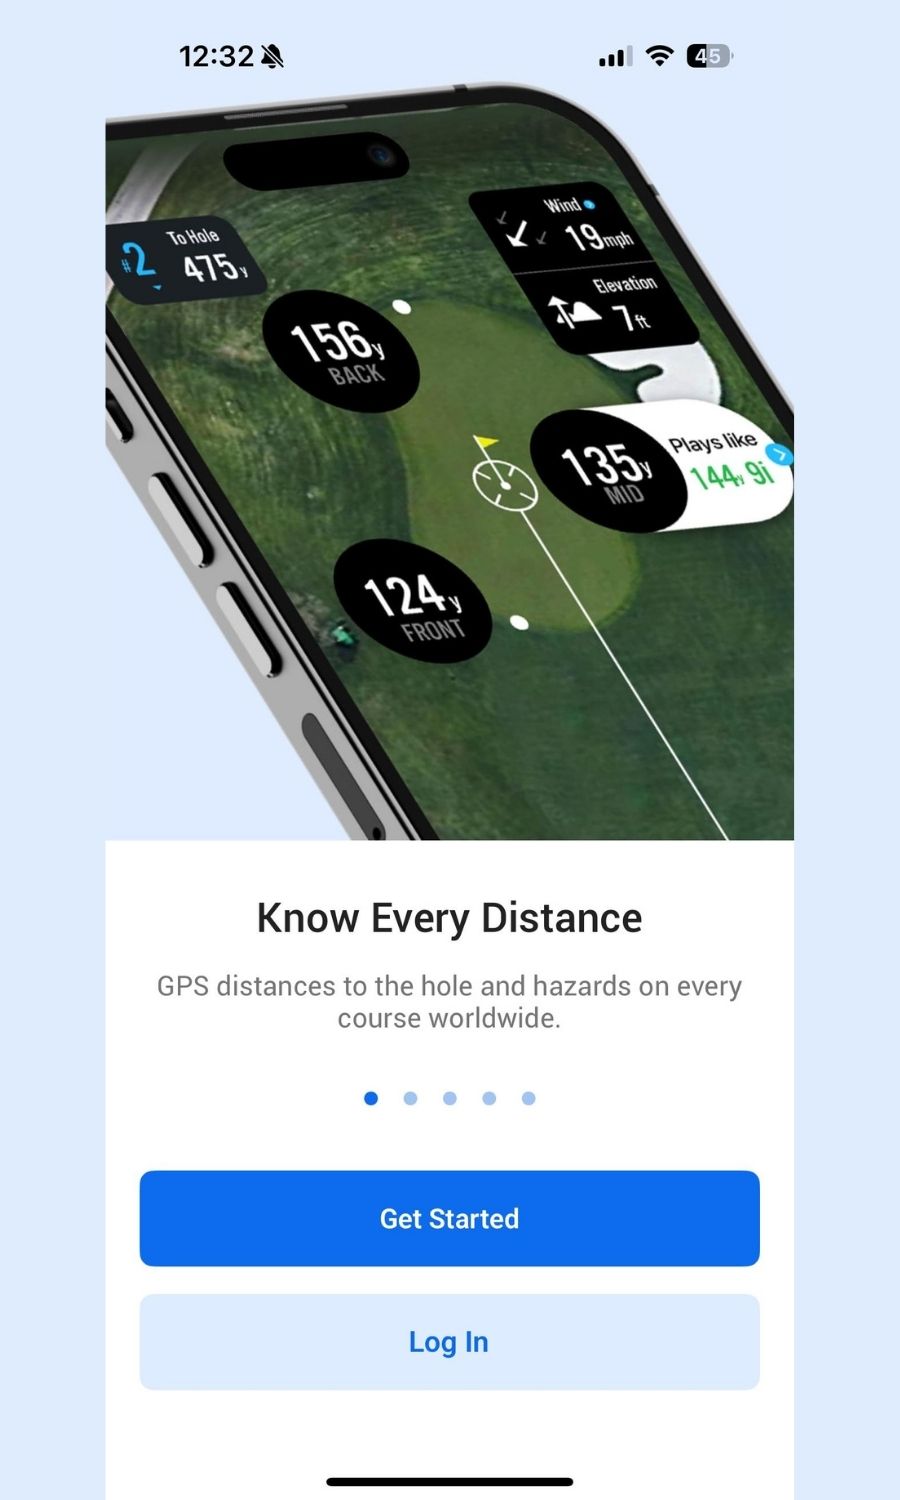 12:32
45
Wind
19mph
Elevation
7ft
#2
To Hole
475y
156y
BACK
135y
MID
Plays like
144y 9i
124y
FRONT
Know Every Distance
GPS distances to the hole and hazards on every
course worldwide.
Get Started
Log In